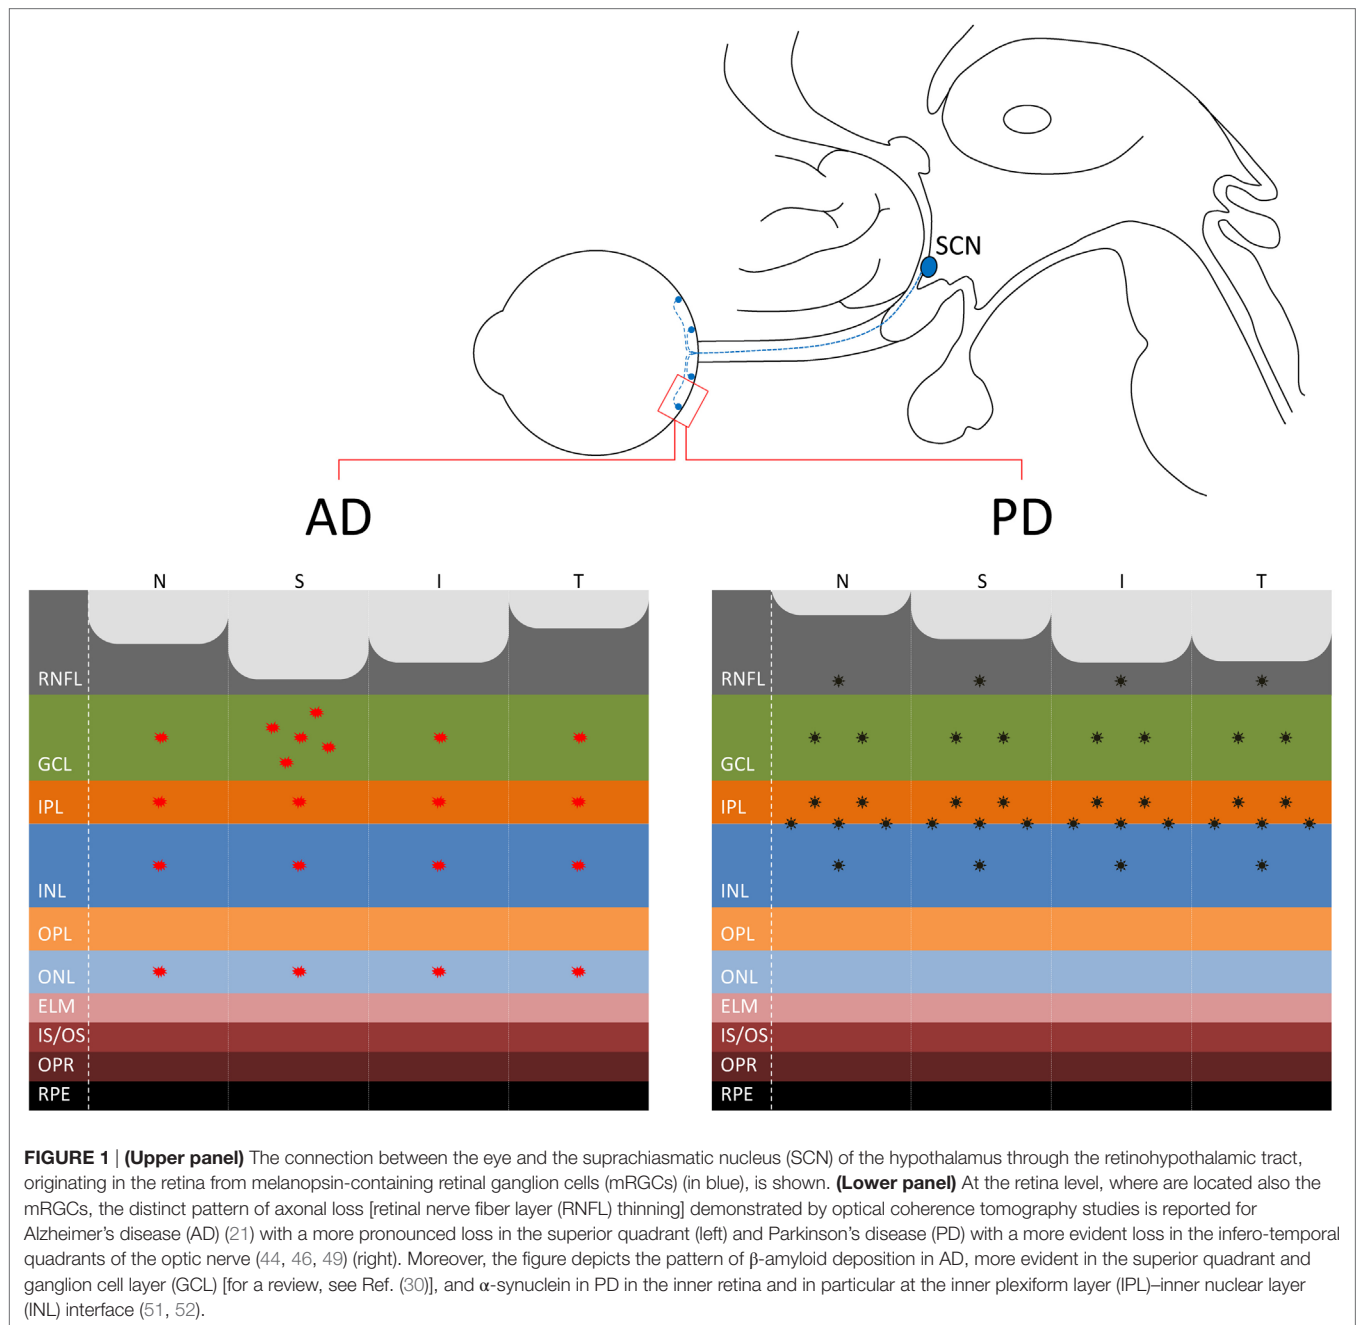 SCN
AD
PD
N S I T
RNFL
GCL
IPL
INL
OPL
ONL
ELM
IS/OS
OPR
RPE
N S I T
RNFL
GCL
IPL
INL
OPL
ONL
ELM
IS/OS
OPR
RPE
FIGURE 1 | (Upper panel) The connection between the eye and the suprachiasmatic nucleus (SCN) of the hypothalamus through the retinohypothalamic tract,
originating in the retina from melanopsin-containing retinal ganglion cells (mRGCs) (in blue), is shown. (Lower panel) At the retina level, where are located also the
mRGCs, the distinct pattern of axonal loss [retinal nerve fiber layer (RNFL) thinning] demonstrated by optical coherence tomography studies is reported for
Alzheimer's disease (AD) (21) with a more pronounced loss in the superior quadrant (left) and Parkinson's disease (PD) with a more evident loss in the infero-temporal
quadrants of the optic nerve (44, 46, 49) (right). Moreover, the figure depicts the pattern of β-amyloid deposition in AD, more evident in the superior quadrant and
ganglion cell layer (GCL) [for a review, see Ref. (30)], and α-synuclein in PD in the inner retina and in particular at the inner plexiform layer (IPL)–inner nuclear layer
(INL) interface (51, 52).